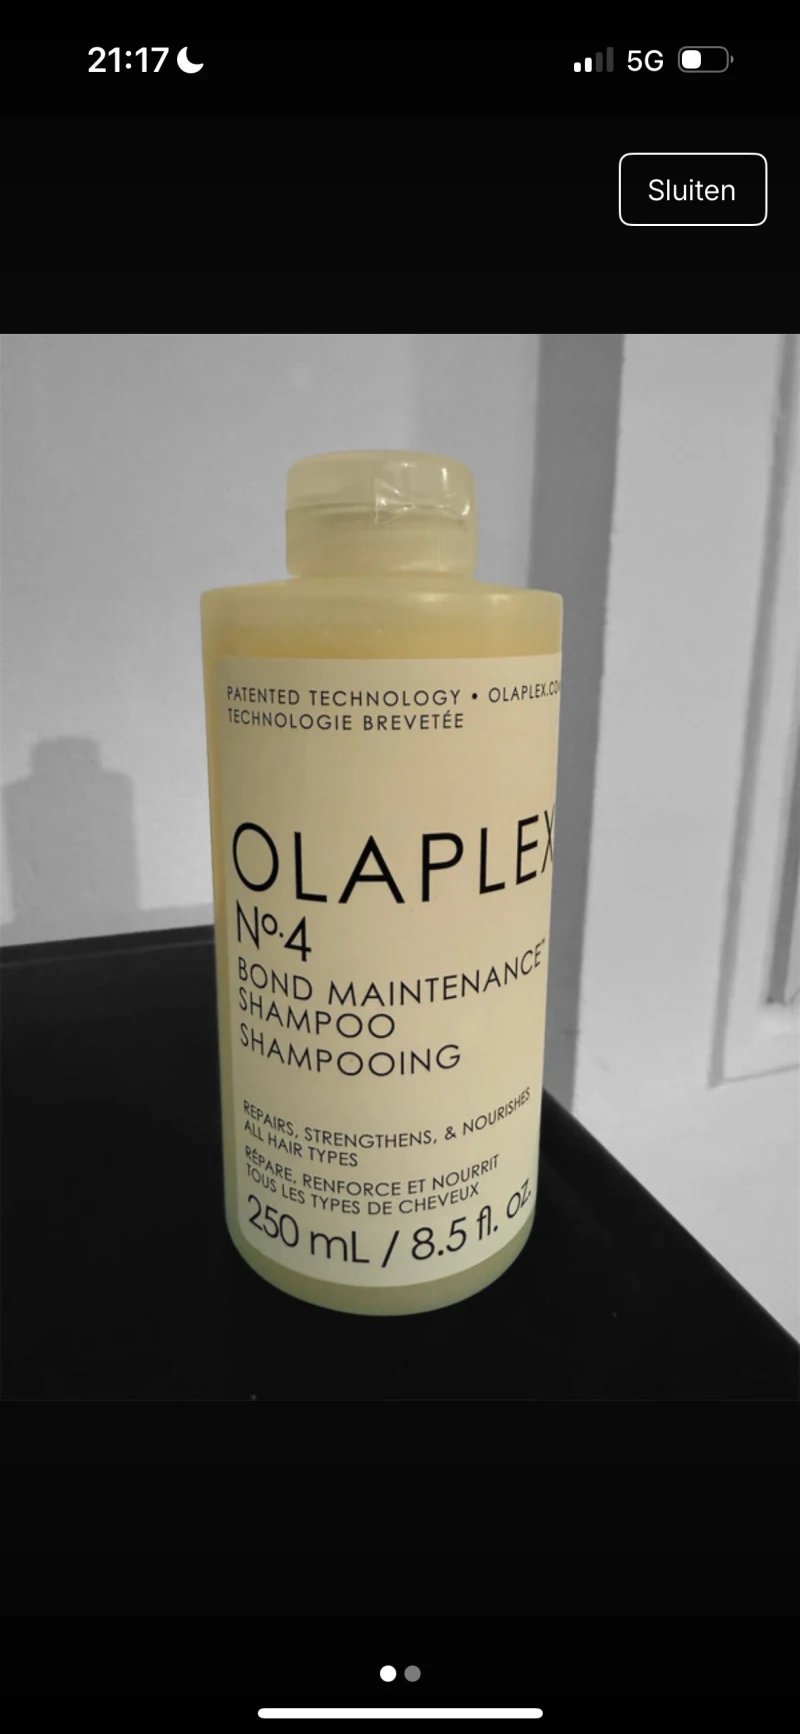 21:17
5G
Sluiten
PATENTED TECHNOLOGY • OLAPLEX.CO
TECHNOLOGIE BREVETÉE
OLAPLEX
Nº.4
BOND MAINTENANCE™
SHAMPOO
SHAMPOOING
REPAIRS, STRENGTHENS, & NOURISHES
ALL HAIR TYPES
RÉPARE, RENFORCE ET NOURRIT
TOUS LES TYPES DE CHEVEUX
250 mL / 8.5 fl. oz.